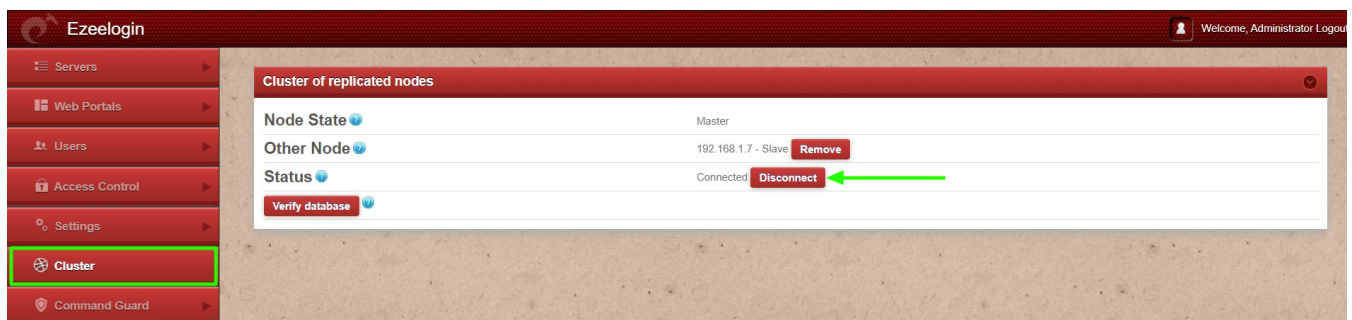 Ezeelogin
Welcome, Administrator Logout
Servers
Web Portals
Users
Access Control
Settings
Cluster
Command Guard
Cluster of replicated nodes
Node State
Master
Other Node
192.168.1.7 - Slave Remove
Status
Connected Disconnect
Verify database